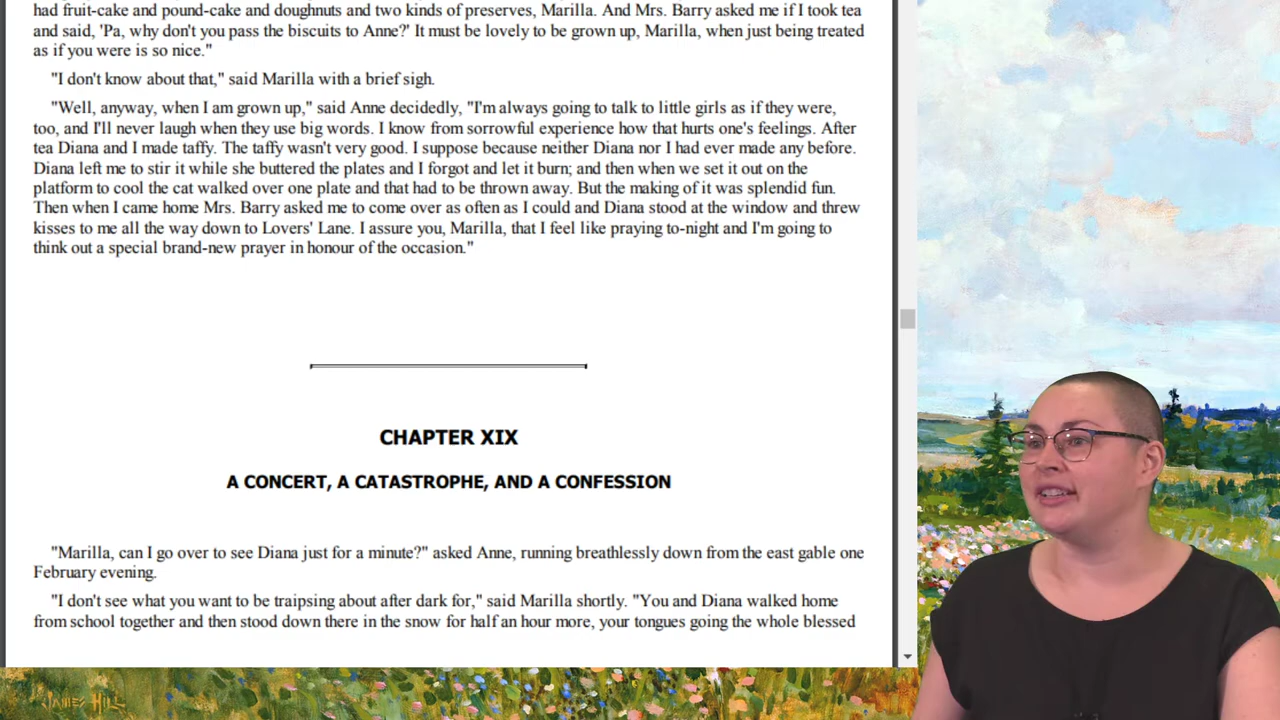 had fruit-cake and pound-cake and doughnuts and two kinds of preserves, Marilla. And Mrs. Barry asked me if I took tea
and said, 'Pa, why don't you pass the biscuits to Anne?' It must be lovely to be grown up, Marilla, when just being treated
as if you were is so nice."
"I don't know about that," said Marilla with a brief sigh.
"Well, anyway, when I am grown up," said Anne decidedly, "I'm always going to talk to little girls as if they were,
too, and I'll never laugh when they use big words. I know from sorrowful experience how that hurts one's feelings. After
tea Diana and I made taffy. The taffy wasn't very good. I suppose because neither Diana nor I had ever made any before.
Diana left me to stir it while she buttered the plates and I forgot and let it burn; and then when we set it out on the
platform to cool the cat walked over one plate and that had to be thrown away. But the making of it was splendid fun.
Then when I came home Mrs. Barry asked me to come over as often as I could and Diana stood at the window and threw
kisses to me all the way down to Lovers' Lane. I assure you, Marilla, that I feel like praying to-night and I'm going to
think out a special brand-new prayer in honour of the occasion."
CHAPTER XIX
A CONCERT, A CATASTROPHE, AND A CONFESSION
"Marilla, can I go over to see Diana just for a minute?" asked Anne, running breathlessly down from the east gable one
February evening.
"I don't see what you want to be traipsing about after dark for," said Marilla shortly. "You and Diana walked home
from school together and then stood down there in the snow for half an hour more, your tongues going the whole blessed
JAMES HILL